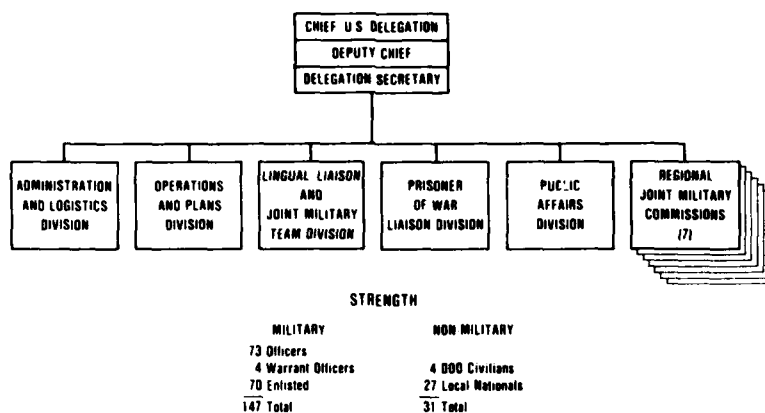 CHIEF U S DELEGATION
DEPUTY CHIEF
DELEGATION SECRETARY
ADMINISTRATION
AND LOGISTICS
DIVISION
OPERATIONS
AND PLANS
DIVISION
LINGUAL LIAISON
AND
JOINT MILITARY
TEAM DIVISION
PRISONER
OF WAR
LIAISON DIVISION
PUBLIC
AFFAIRS
DIVISION
REGIONAL
JOINT MILITARY
COMMISSIONS
(7)
STRENGTH
MILITARY
73 Officers
4 Warrant Officers
70 Enlisted
147 Total
NON MILITARY
4 DOD Civilians
27 Local Nationals
31 Total